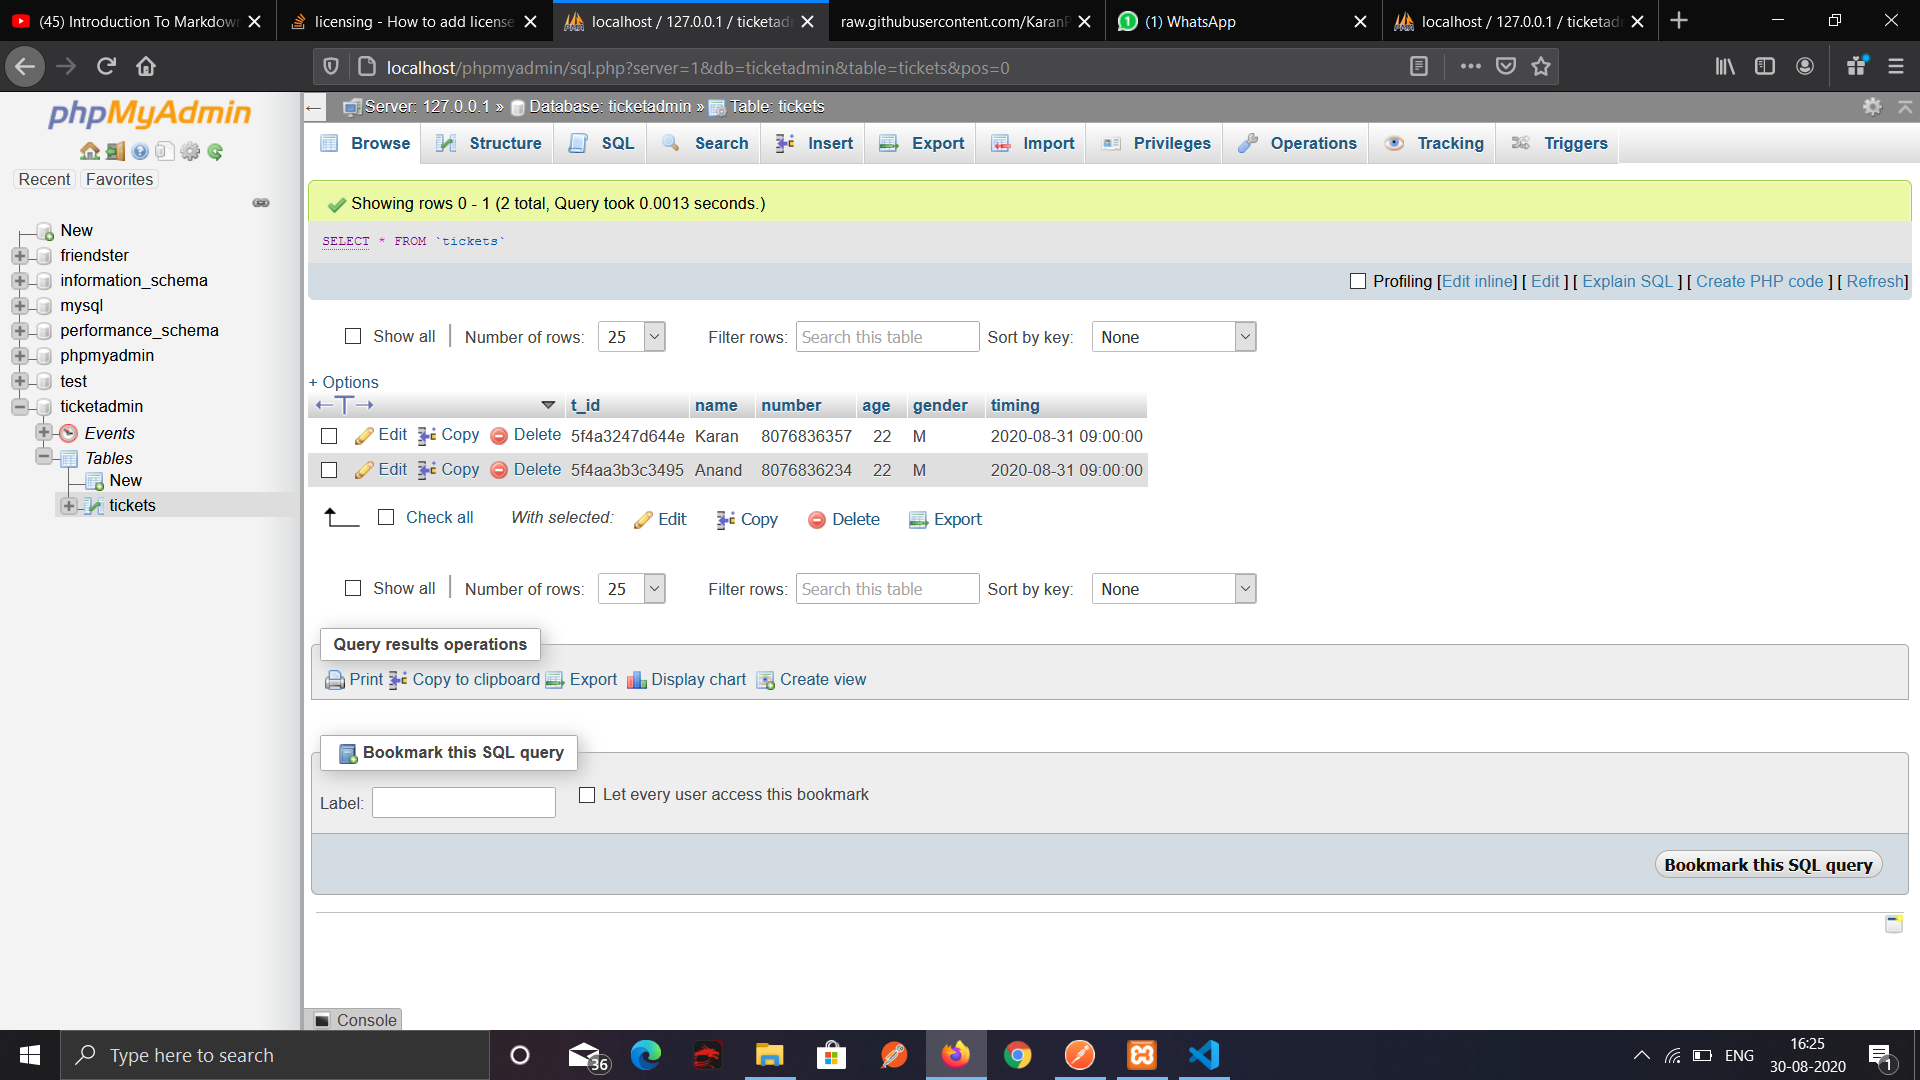 (45) Introduction To Markdown
licensing - How to add license
localhost / 127.0.0.1 / ticketadm
raw.githubusercontent.com/KaranP
(1) WhatsApp
localhost / 127.0.0.1 / ticketadm
localhost/phpmyadmin/sql.php?server=1&db=ticketadmin&table=tickets&pos=0
phpMyAdmin
Recent Favorites
New
friendster
information_schema
mysql
performance_schema
phpmyadmin
test
ticketadmin
Events
Tables
New
tickets
Server: 127.0.0.1 » Database: ticketadmin » Table: tickets
Browse Structure SQL Search Insert Export Import Privileges Operations Tracking Triggers
Showing rows 0 - 1 (2 total, Query took 0.0013 seconds.)
SELECT * FROM `tickets`
Profiling [Edit inline] [ Edit ] [ Explain SQL ] [ Create PHP code ] [ Refresh]
Show all | Number of rows: 25 Filter rows: Search this table Sort by key: None
+ Options
t_id name number age gender timing
Edit Copy Delete 5f4a3247d644e Karan 8076836357 22 M 2020-08-31 09:00:00
Edit Copy Delete 5f4aa3b3c3495 Anand 8076836234 22 M 2020-08-31 09:00:00
Check all With selected: Edit Copy Delete Export
Show all | Number of rows: 25 Filter rows: Search this table Sort by key: None
Query results operations
Print Copy to clipboard Export Display chart Create view
Bookmark this SQL query
Label: Let every user access this bookmark
Bookmark this SQL query
Console
Type here to search
36
ENG
16:25
30-08-2020
1